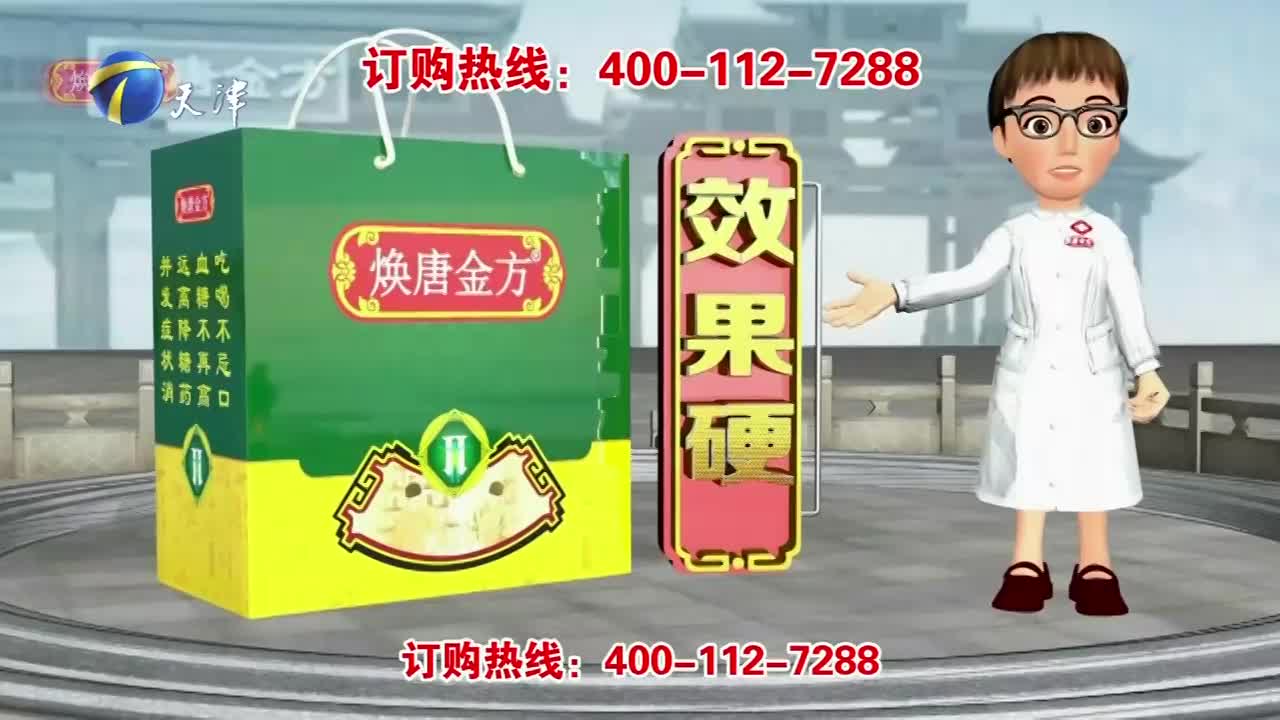 订购热线：400-112-7288
天津
焕唐金方
焕唐金方
吃喝不忌口
血糖不再高
远离降糖药
并发症状消
效果硬
订购热线：400-112-7288